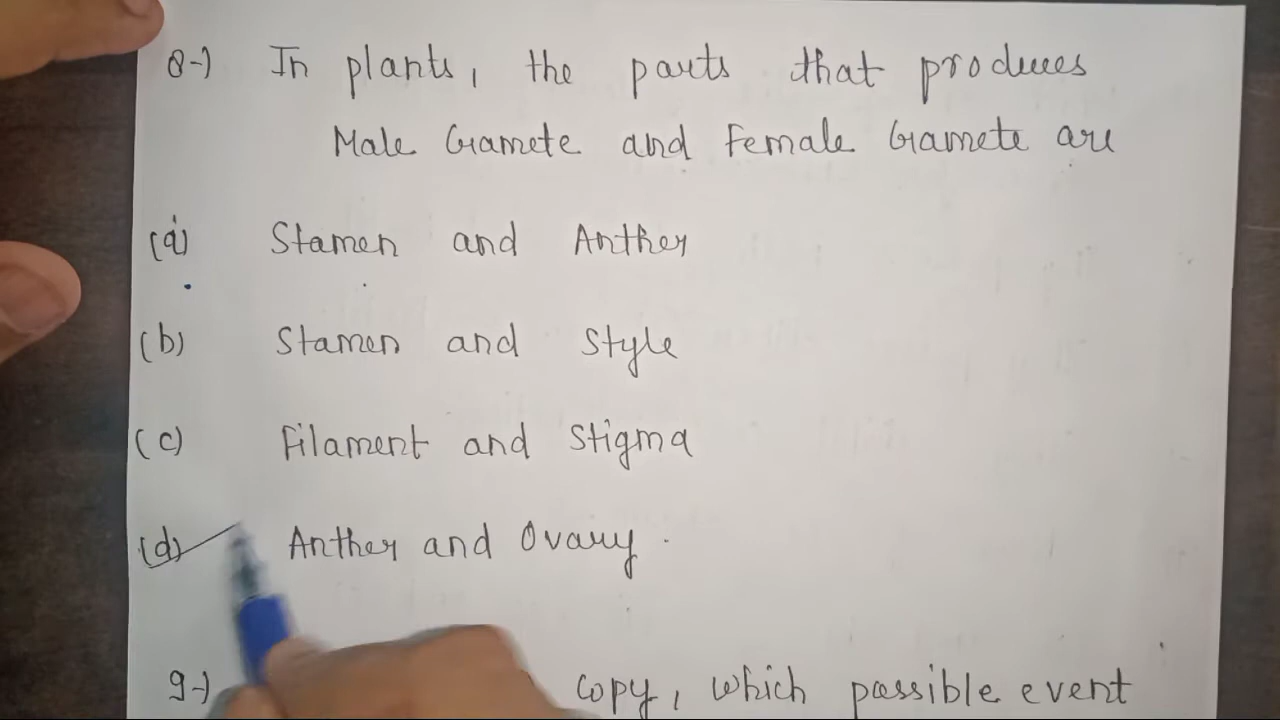 8-) In plants, the parts that produces
Male Gamete and Female Gamete are
(a) Stamen and Anther
(b) Stamen and Style
(c) Filament and Stigma
(d) Anther and Ovary.
9-) copy, which possible event